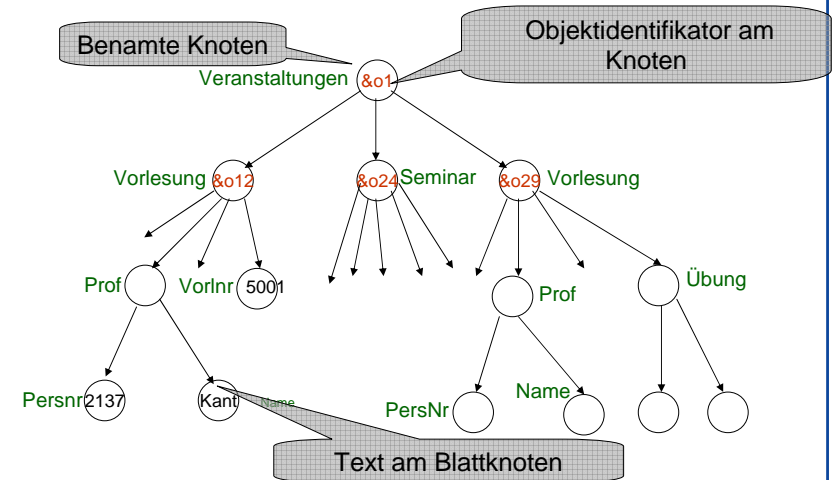 Benamte Knoten
Objektidentifikator am
Knoten
Veranstaltungen &o1
Vorlesung &o12
&o24 Seminar
&o29 Vorlesung
Prof
Vorlnr 5001
Prof
Übung
Persnr 2137
Kant Name
PersNr
Name
Text am Blattknoten